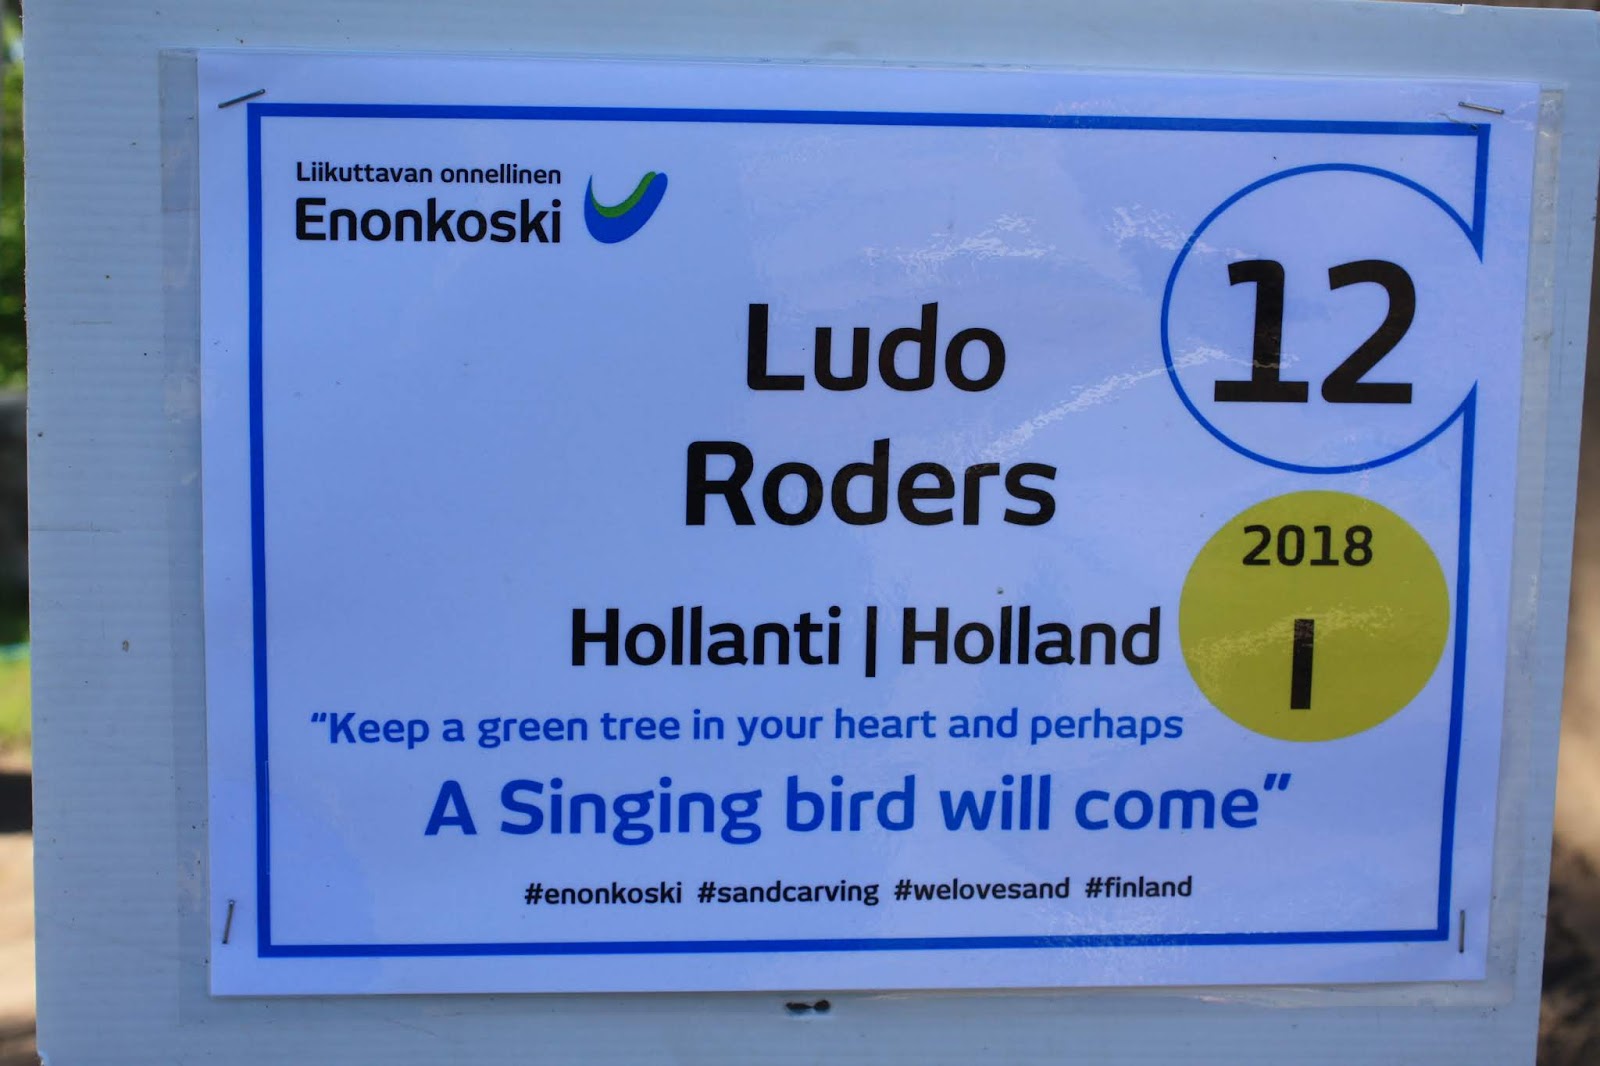 Liikuttavan onnellinen
Enonkoski
12
Ludo
Roders
2018
I
Hollanti | Holland
“Keep a green tree in your heart and perhaps
A Singing bird will come”
#enonkoski #sandcarving #welovesand #finland